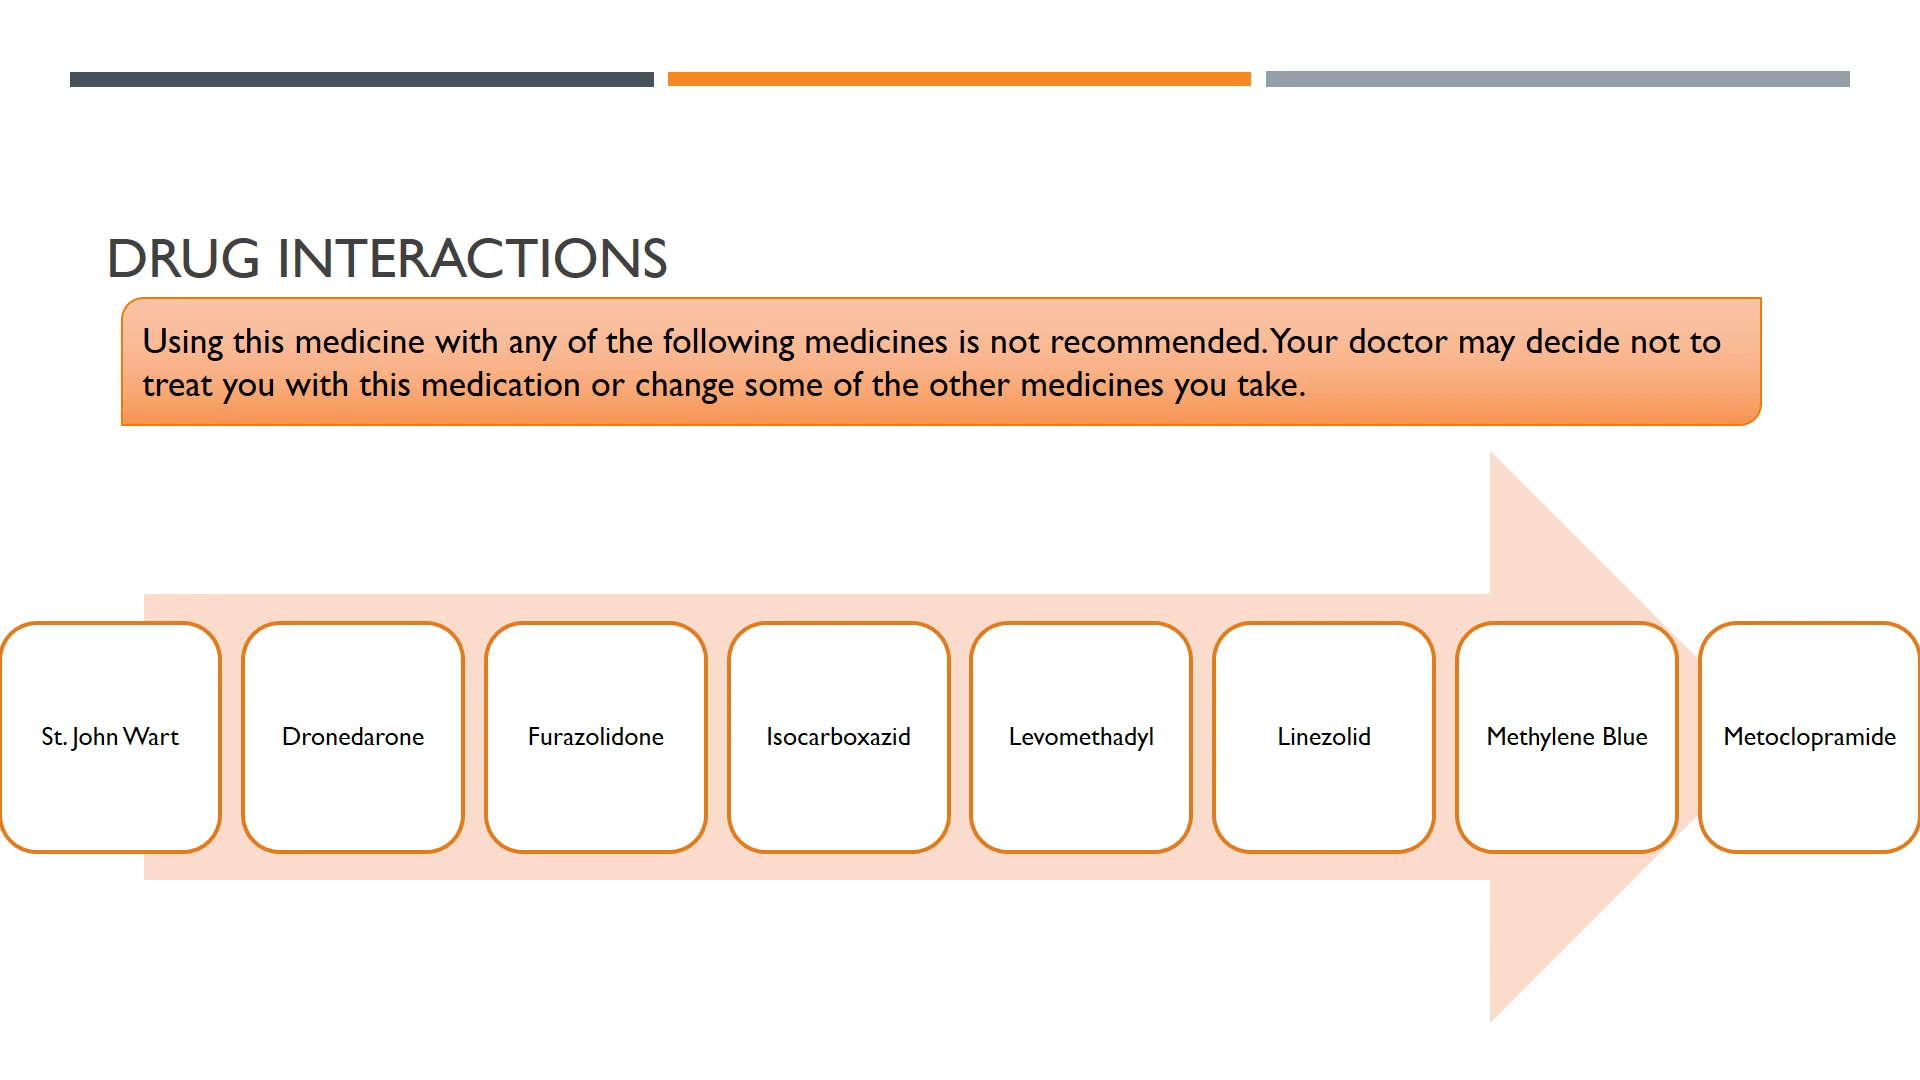 DRUG INTERACTIONS
Using this medicine with any of the following medicines is not recommended. Your doctor may decide not to
treat you with this medication or change some of the other medicines you take.
St. John Wart
Dronedarone
Furazolidone
Isocarboxazid
Levomethadyl
Linezolid
Methylene Blue
Metoclopramide